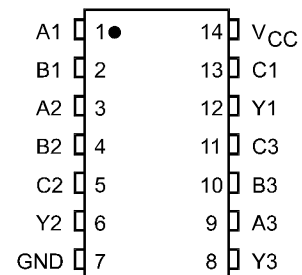 A1 1 14 VCC
B1 2 13 C1
A2 3 12 Y1
B2 4 11 C3
C2 5 10 B3
Y2 6 9 A3
GND 7 8 Y3